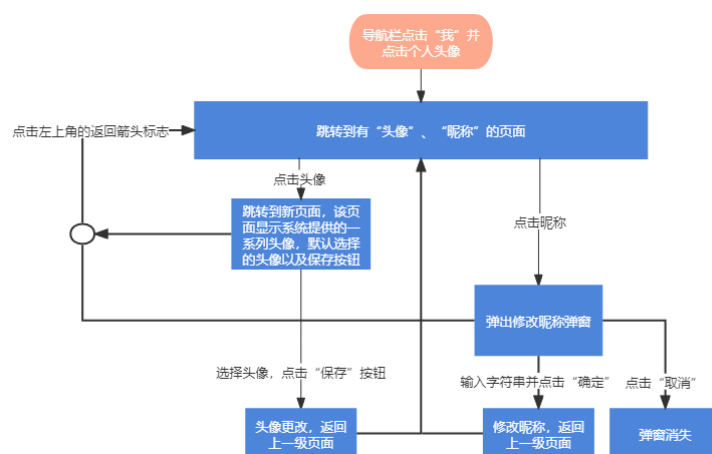 导航栏点击“我”并
点击个人头像
点击左上角的返回箭头标志
跳转到有“头像”、“昵称”的页面
点击头像
跳转到新页面，该页
面显示系统提供的一
系列头像，默认选择
的头像以及保存按钮
点击昵称
弹出修改昵称弹窗
选择头像，点击“保存”按钮
输入字符串并点击“确定”
点击“取消”
头像更改，返回
上一级页面
修改昵称，返回
上一级页面
弹窗消失